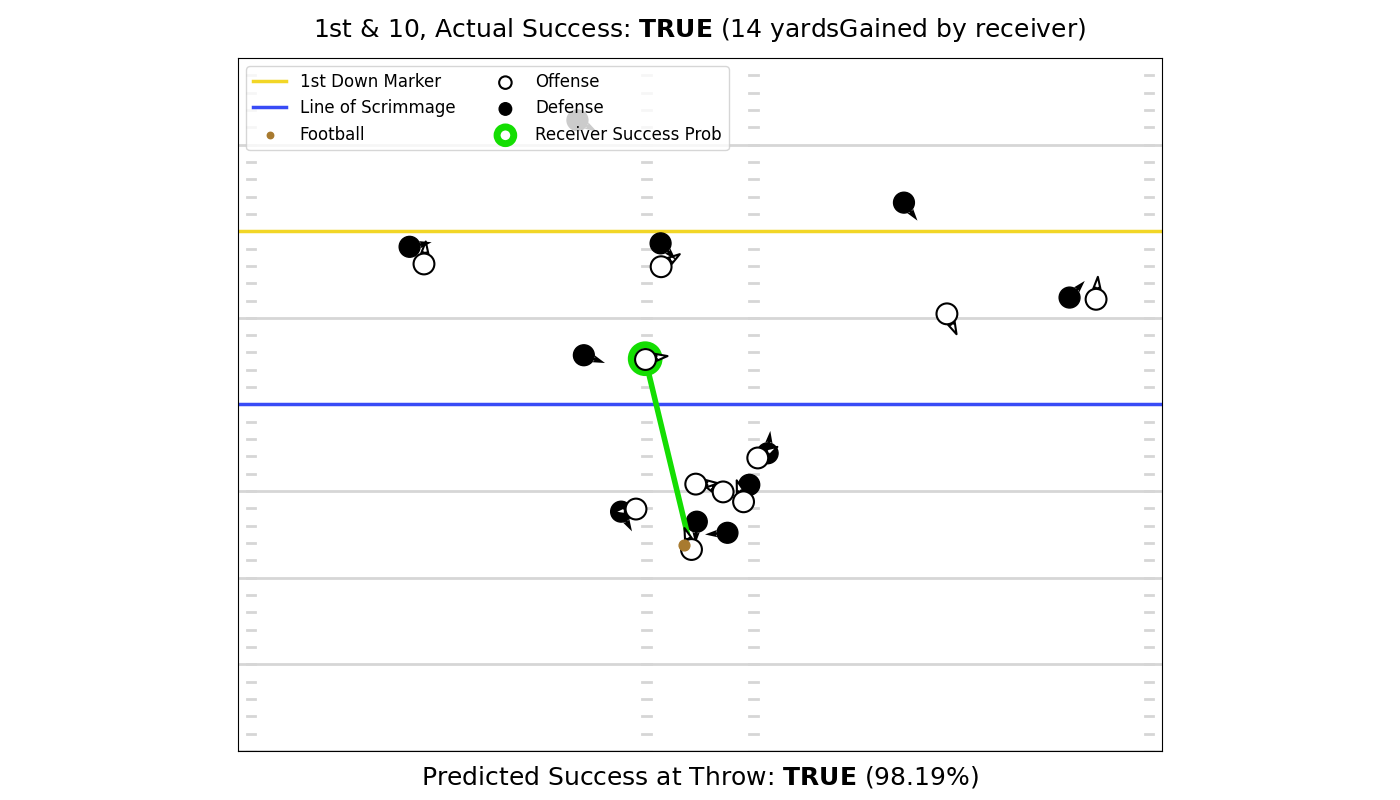 1st & 10, Actual Success: TRUE (14 yardsGained by receiver)
1st Down Marker
Line of Scrimmage
Football
Offense
Defense
Receiver Success Prob
Predicted Success at Throw: TRUE (98.19%)